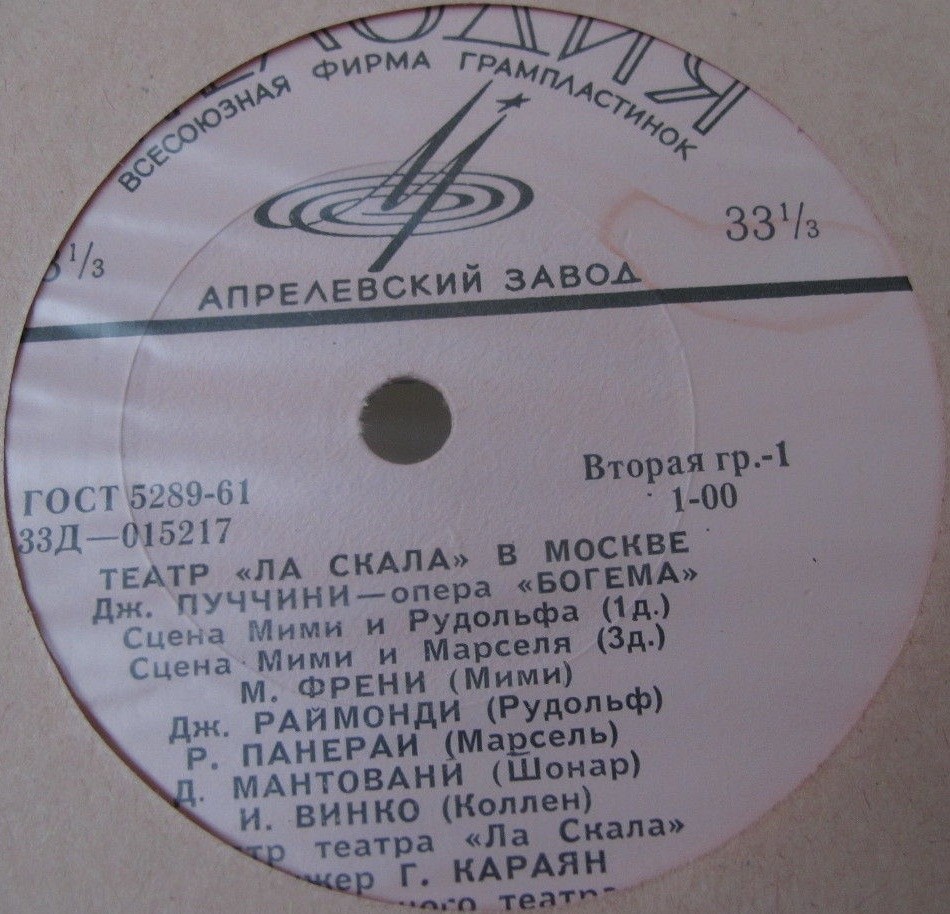 ВСЕСОЮЗНАЯ ФИРМА ГРАМПЛАСТИНОК
33 1/3
1/3
АПРЕЛЕВСКИЙ ЗАВОД
Вторая гр.-1
ГОСТ 5289-61
1-00
33Д—015217
ТЕАТР «ЛА СКАЛА» В МОСКВЕ
Дж. ПУЧЧИНИ—опера «БОГЕМА»
Сцена Мими и Рудольфа (1д.)
Сцена Мими и Марселя (3д.)
М. ФРЕНИ (Мими)
Дж. РАЙМОНДИ (Рудольф)
Р. ПАНЕРАИ (Марсель)
Д. МАНТОВАНИ (Шонар)
И. ВИНКО (Коллен)
театра «Ла Скала»
Г. КАРАЯН